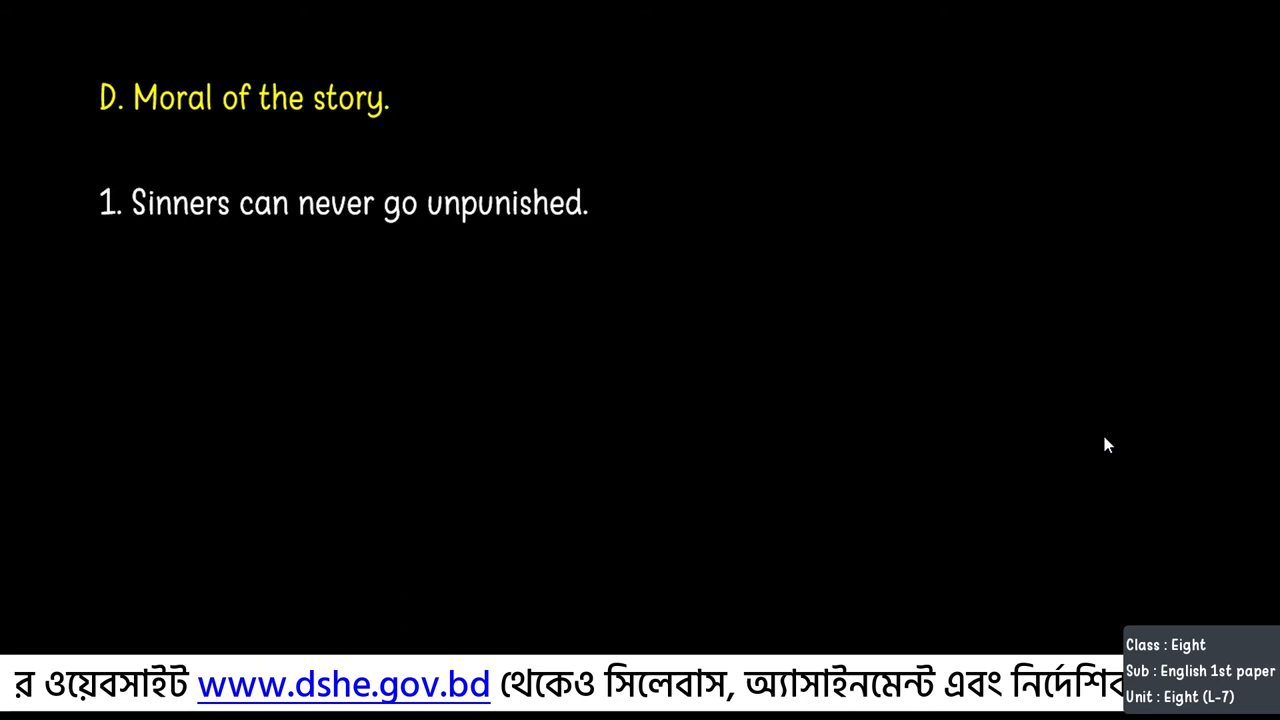 D. Moral of the story.
1. Sinners can never go unpunished.
র ওয়েবসাইট www.dshe.gov.bd থেকেও সিলেবাস, অ্যাসাইনমেন্ট এবং
Class : Eight
Sub : English 1st paper
Unit : Eight (L-7)